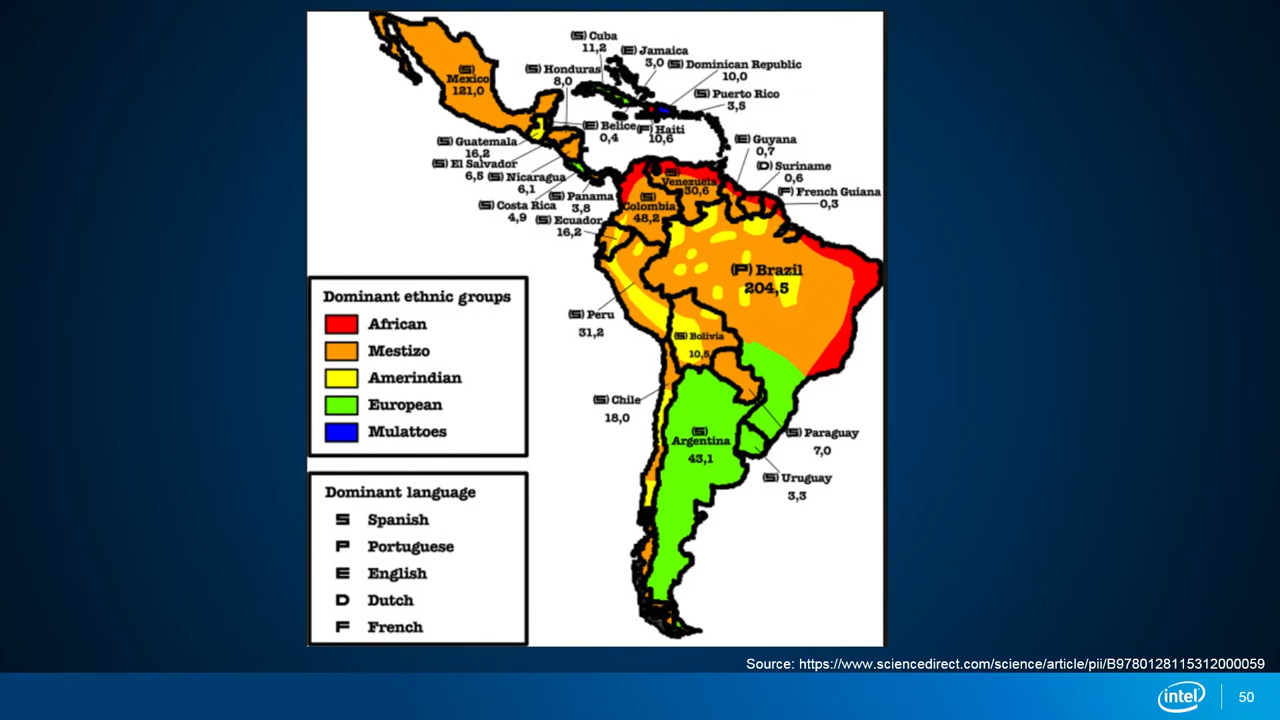 (S) Cuba
11,2
(E) Jamaica
3,0
(S) Dominican Republic
10,0
(S) Honduras
8,0
(S) Mexico
121,0
(S) Puerto Rico
3,5
(E) Belice
0,4
(F) Haiti
10,6
(S) Guatemala
16,2
(E) Guyana
0,7
(S) El Salvador
6,5
(D) Suriname
0,6
(S) Nicaragua
6,1
(S) Venezuela
30,6
(F) French Guiana
0,3
(S) Panama
3,8
(S) Costa Rica
4,9
(S) Colombia
48,2
(S) Ecuador
16,2
(P) Brazil
204,5
(S) Peru
31,2
(S) Bolivia
10,5
(S) Chile
18,0
(S) Argentina
43,1
(S) Paraguay
7,0
(S) Uruguay
3,3
Dominant ethnic groups
African
Mestizo
Amerindian
European
Mulattoes
Dominant language
S Spanish
P Portuguese
E English
D Dutch
F French
Source: https://www.sciencedirect.com/science/article/pii/B9780128115312000059
intel
50